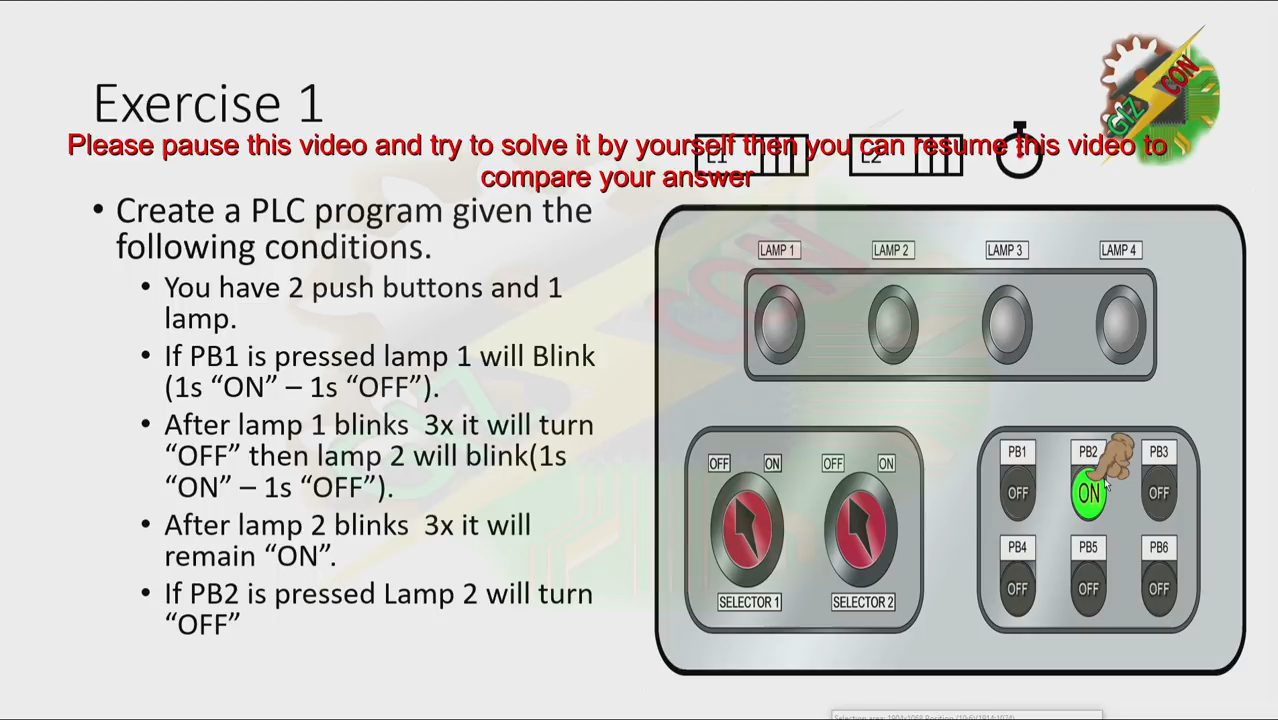 Exercise 1
Please pause this video and try to solve it by yourself then you can resume this video to
compare your answer
GIZ
CON
L1
L2
• Create a PLC program given the
following conditions.
• You have 2 push buttons and 1
lamp.
• If PB1 is pressed lamp 1 will Blink
(1s “ON” – 1s “OFF”).
• After lamp 1 blinks  3x it will turn
“OFF” then lamp 2 will blink(1s
“ON” – 1s “OFF”).
• After lamp 2 blinks  3x it will
remain “ON”.
• If PB2 is pressed Lamp 2 will turn
“OFF”
LAMP 1 LAMP 2 LAMP 3 LAMP 4
OFF ON OFF ON
SELECTOR 1 SELECTOR 2
PB1 PB2 PB3
OFF ON OFF
PB4 PB5 PB6
OFF OFF OFF